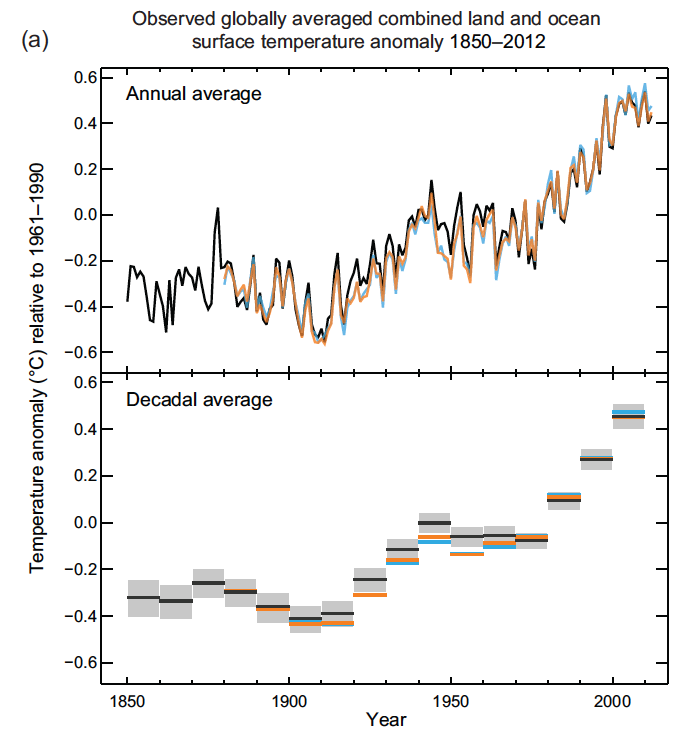 Observed globally averaged combined land and ocean
(a)
surface temperature anomaly 1850–2012
Annual average
0.6
0.4
0.2
0.0
−0.2
−0.4
−0.6
Temperature anomaly (°C) relative to 1961–1990
Decadal average
0.6
0.4
0.2
0.0
−0.2
−0.4
−0.6
1850
1900
1950
2000
Year